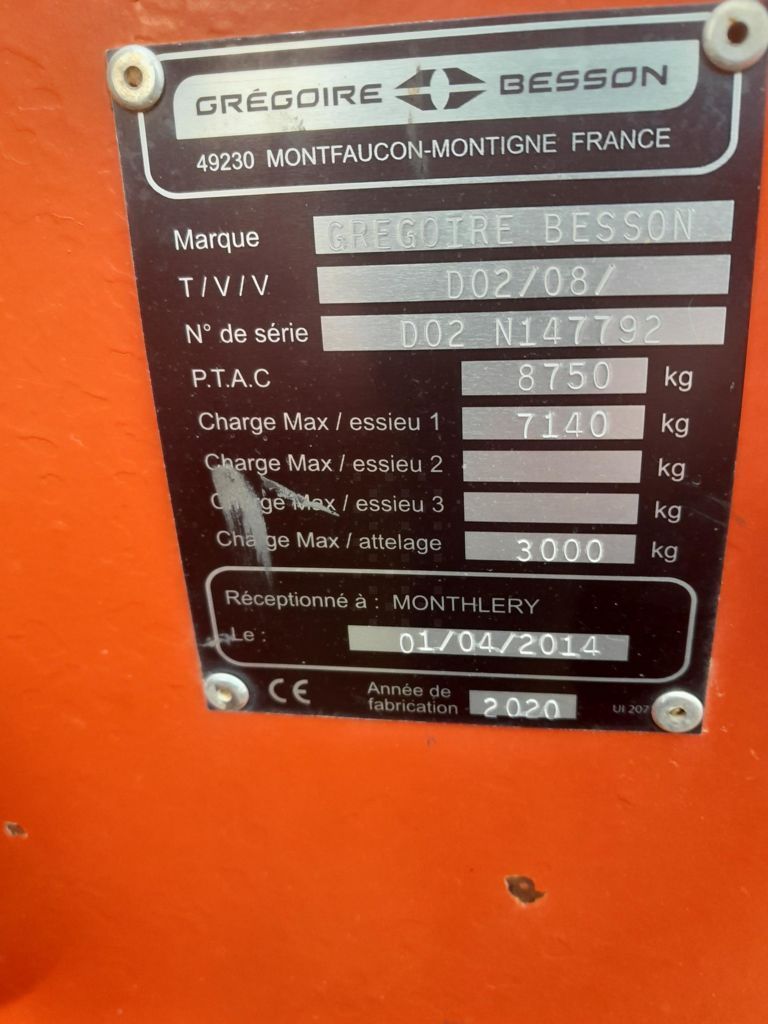 GRÉGOIRE BESSON
49230 MONTFAUCON-MONTIGNE FRANCE
Marque GREGOIRE BESSON
T/V/V D02/08/
N° de série D02 N147792
P.T.A.C 8750 kg
Charge Max / essieu 1 7140 kg
Charge Max / essieu 2 kg
Charge Max / essieu 3 kg
Charge Max / attelage 3000 kg
Réceptionné à : MONTHLERY
Le : 01/04/2014
CE Année de
fabrication 2020 UI 207